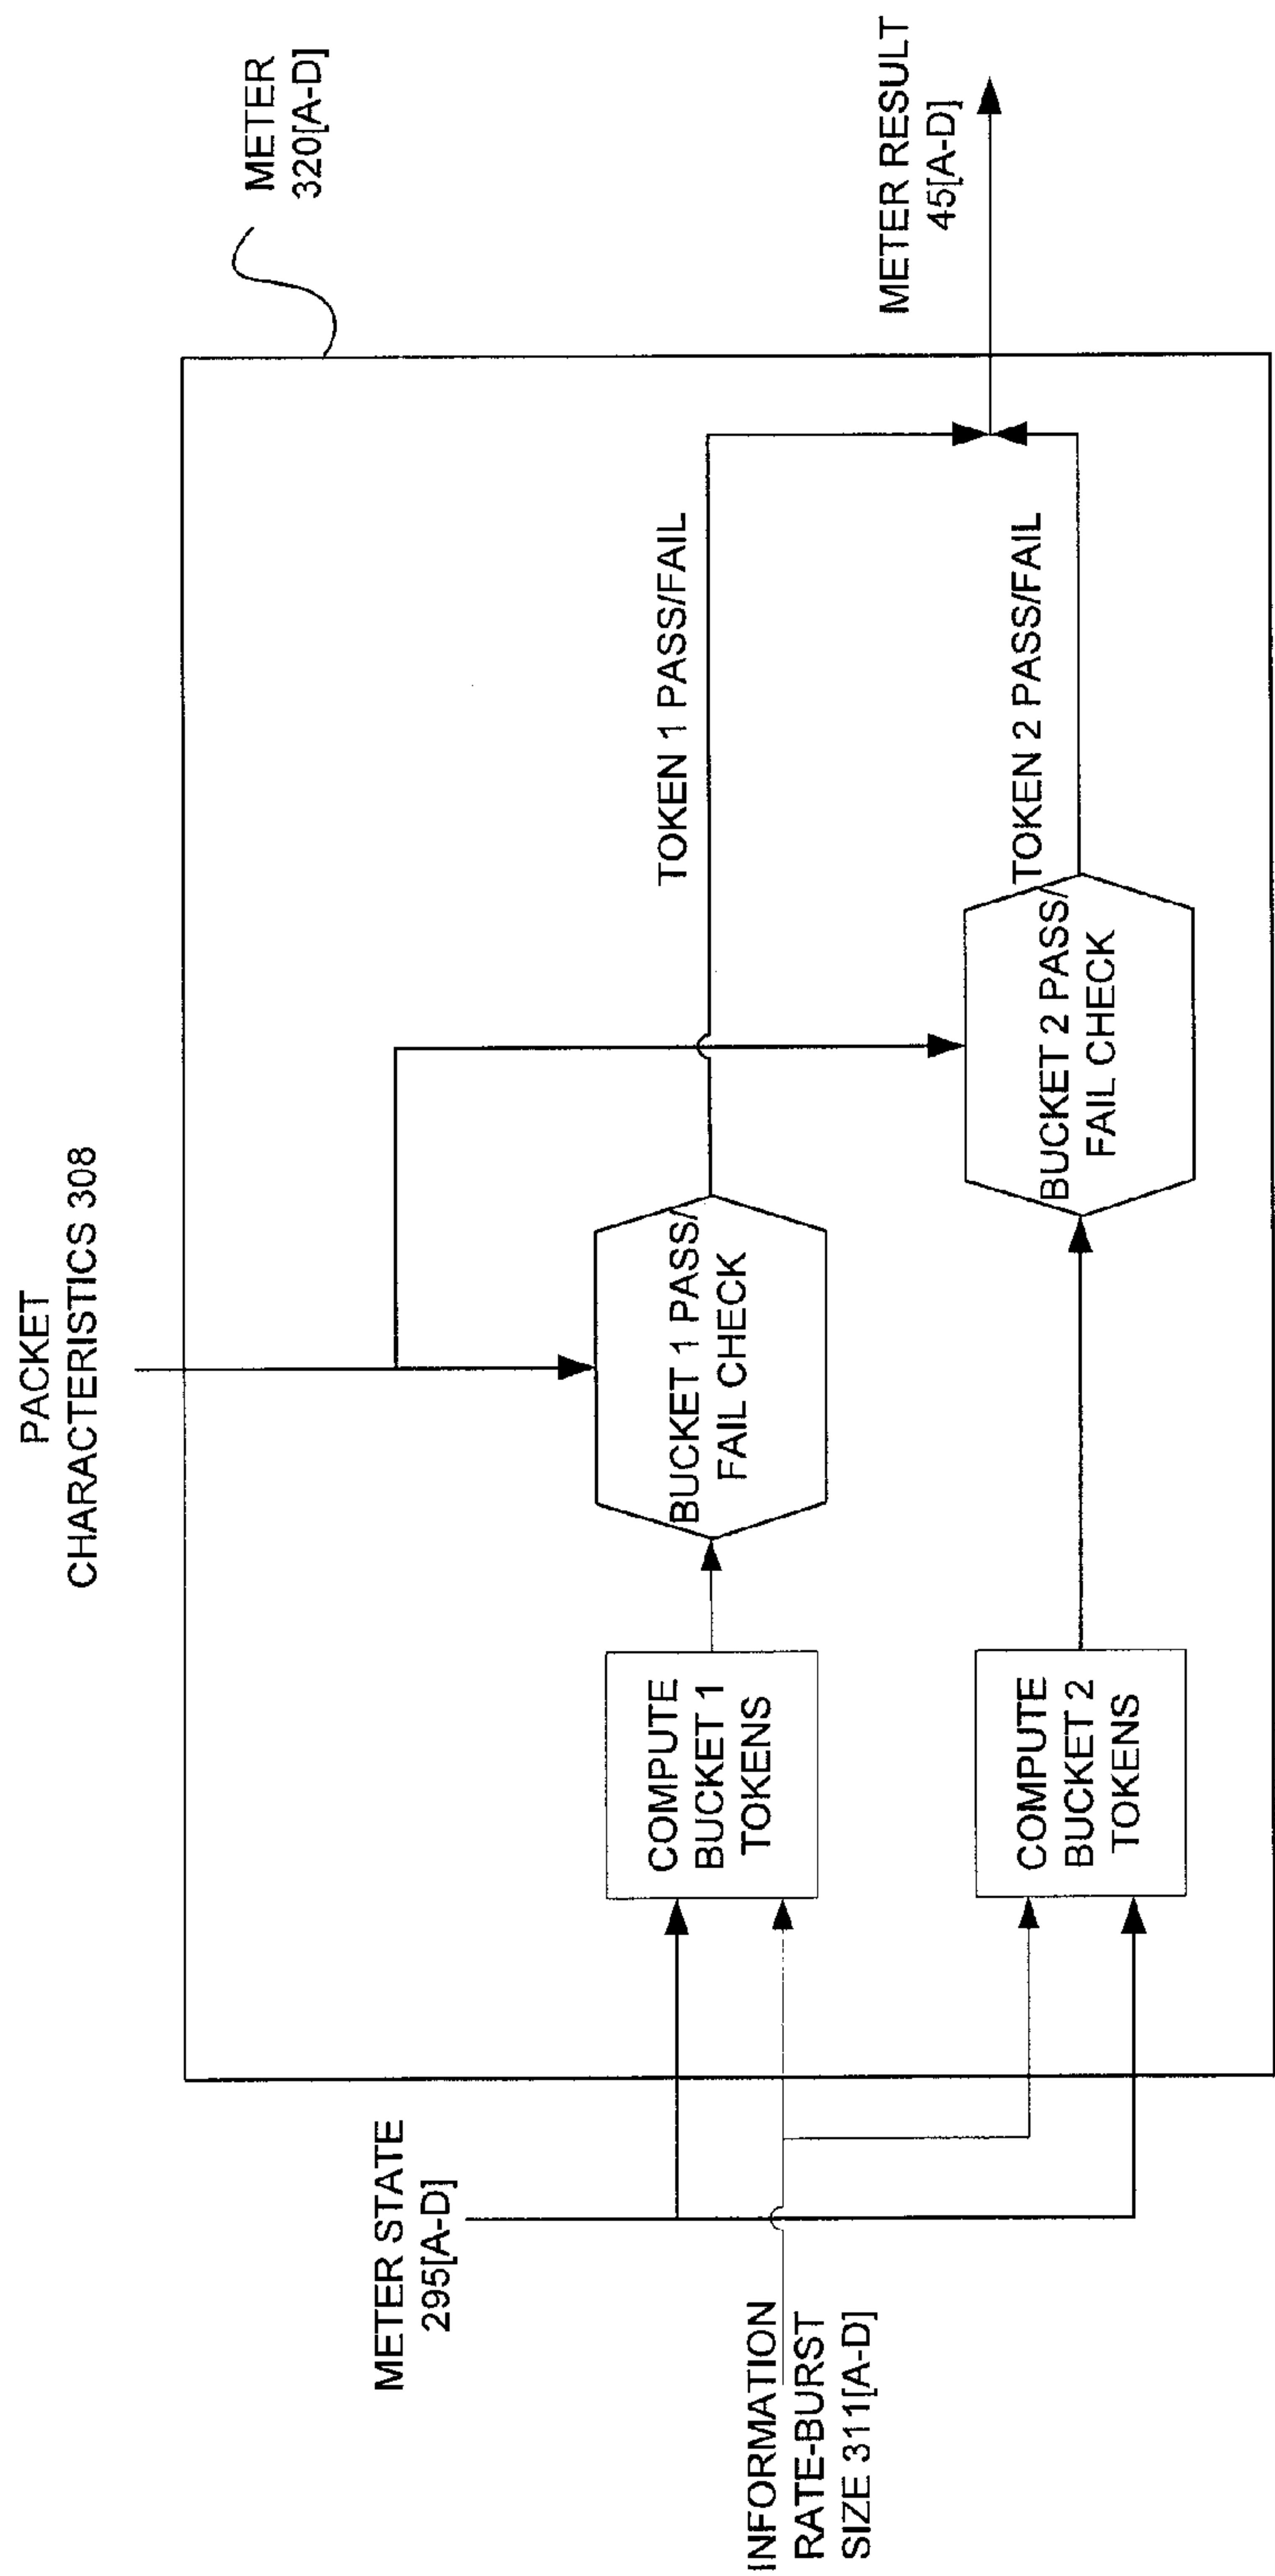 PACKET
CHARACTERISTICS 308
METER
320[A-D]
METER STATE
295[A-D]
INFORMATION
RATE-BURST
SIZE 311[A-D]
COMPUTE
BUCKET 1
TOKENS
BUCKET 1 PASS/
FAIL CHECK
TOKEN 1 PASS/FAIL
COMPUTE
BUCKET 2
TOKENS
BUCKET 2 PASS/
FAIL CHECK
TOKEN 2 PASS/FAIL
METER RESULT
45[A-D]